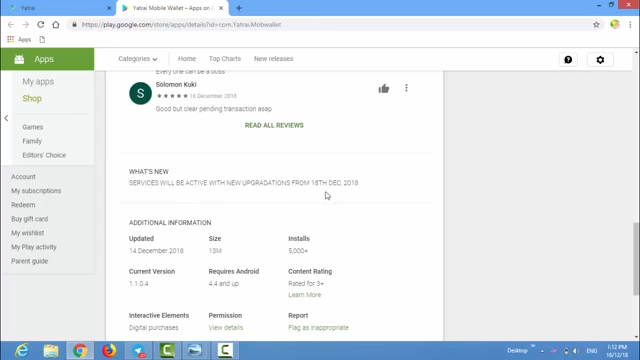 Yatrai
Yatrai Mobile Wallet – Apps on G
https://play.google.com/store/apps/details?id=com.Yatrai.Mobwallet
Apps
Apps
Categories
Home
Top Charts
New releases
My apps
Shop
Games
Family
Editors' Choice
Account
My subscriptions
Redeem
Buy gift card
My wishlist
My Play activity
Parent guide
Every one can be a boss
S
Solomon Kuki
★★★★★ 16 December 2018
Good but clear pending transaction asap
READ ALL REVIEWS
WHAT'S NEW
SERVICES WILL BE ACTIVE WITH NEW UPGRADATIONS FROM 18TH DEC, 2018
ADDITIONAL INFORMATION
Updated Size Installs
14 December 2018 13M 5,000+
Current Version Requires Android Content Rating
1.1.0.4 4.4 and up Rated for 3+
Learn More
Interactive Elements Permission Report
Digital purchases View details Flag as inappropriate
Desktop
1:12 PM
16/12/18